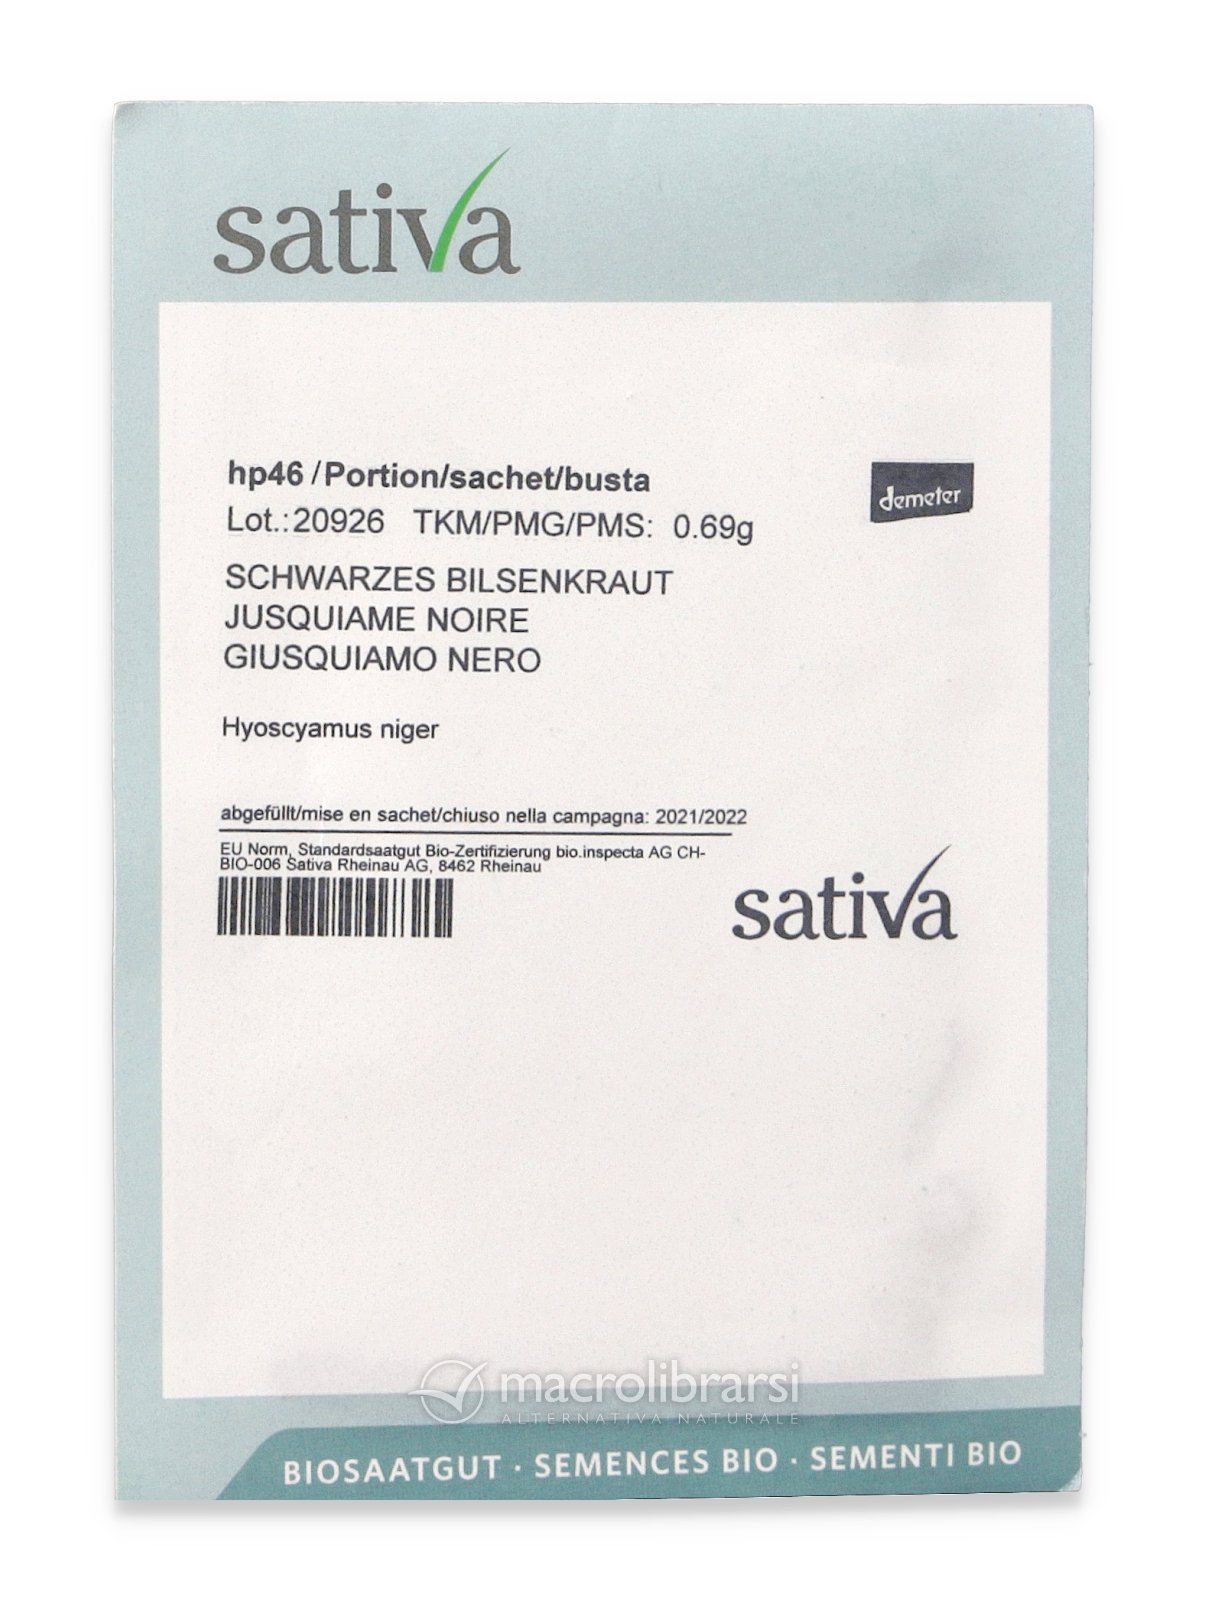 sativa
hp46 /Portion/sachet/busta
demeter
Lot.:20926 TKM/PMG/PMS: 0.69g
SCHWARZES BILSENKRAUT
JUSQUIAME NOIRE
GIUSQUIAMO NERO
Hyoscyamus niger
abgefüllt/mise en sachet/chiuso nella campagna: 2021/2022
EU Norm, Standardsaatgut Bio-Zertifizierung bio.inspecta AG CH-
BIO-006 Sativa Rheinau AG, 8462 Rheinau
sativa
macrolibrarsi
ALTERNATIVA NATURALE
BIOSAATGUT · SEMENCES BIO · SEMENTI BIO